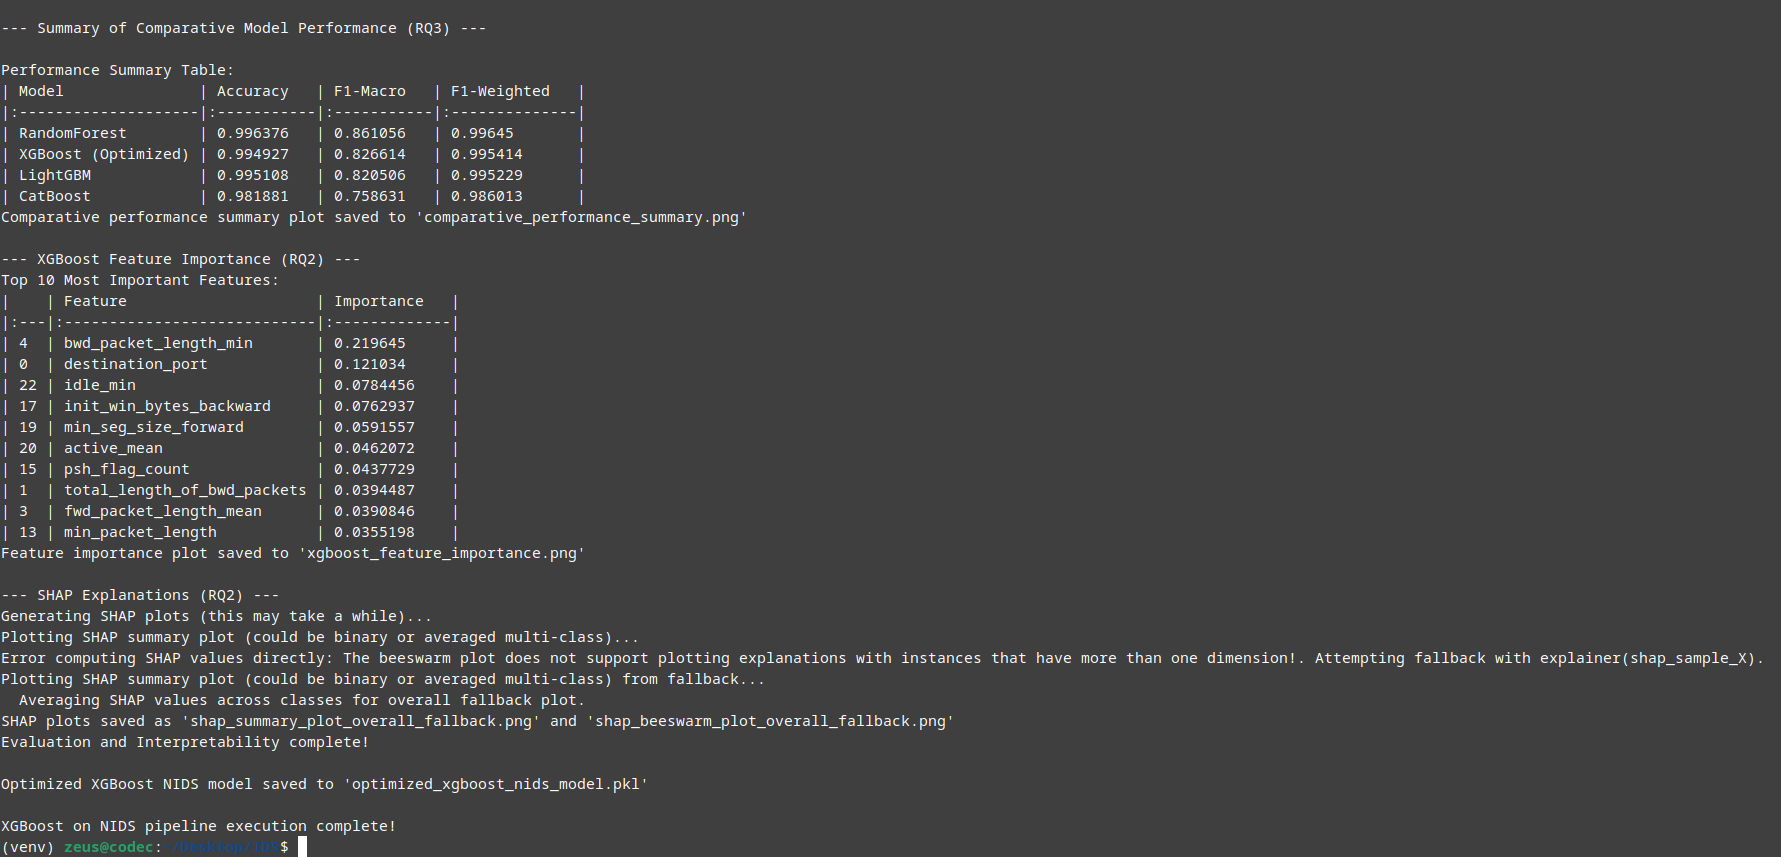 --- Summary of Comparative Model Performance (RQ3) ---
Performance Summary Table:
| Model               | Accuracy   | F1-Macro   | F1-Weighted   |
|:--------------------|:-----------|:-----------|:--------------|
| RandomForest        | 0.996376   | 0.861056   | 0.99645       |
| XGBoost (Optimized) | 0.994927   | 0.826614   | 0.995414      |
| LightGBM            | 0.995108   | 0.820506   | 0.995229      |
| CatBoost            | 0.981881   | 0.758631   | 0.986013      |
Comparative performance summary plot saved to 'comparative_performance_summary.png'
--- XGBoost Feature Importance (RQ2) ---
Top 10 Most Important Features:
|    | Feature                     | Importance   |
|:---|:----------------------------|:-------------|
| 4  | bwd_packet_length_min       | 0.219645     |
| 0  | destination_port            | 0.121034     |
| 22 | idle_min                    | 0.0784456    |
| 17 | init_win_bytes_backward     | 0.0762937    |
| 19 | min_seg_size_forward        | 0.0591557    |
| 20 | active_mean                 | 0.0462072    |
| 15 | psh_flag_count              | 0.0437729    |
| 1  | total_length_of_bwd_packets | 0.0394487    |
| 3  | fwd_packet_length_mean      | 0.0390846    |
| 13 | min_packet_length           | 0.0355198    |
Feature importance plot saved to 'xgboost_feature_importance.png'
--- SHAP Explanations (RQ2) ---
Generating SHAP plots (this may take a while)...
Plotting SHAP summary plot (could be binary or averaged multi-class)...
Error computing SHAP values directly: The beeswarm plot does not support plotting explanations with instances that have more than one dimension!. Attempting fallback with explainer(shap_sample_X).
Plotting SHAP summary plot (could be binary or averaged multi-class) from fallback...
  Averaging SHAP values across classes for overall fallback plot.
SHAP plots saved as 'shap_summary_plot_overall_fallback.png' and 'shap_beeswarm_plot_overall_fallback.png'
Evaluation and Interpretability complete!
Optimized XGBoost NIDS model saved to 'optimized_xgboost_nids_model.pkl'
XGBoost on NIDS pipeline execution complete!
(venv) zeus@codec:~/Desktop/IDS$